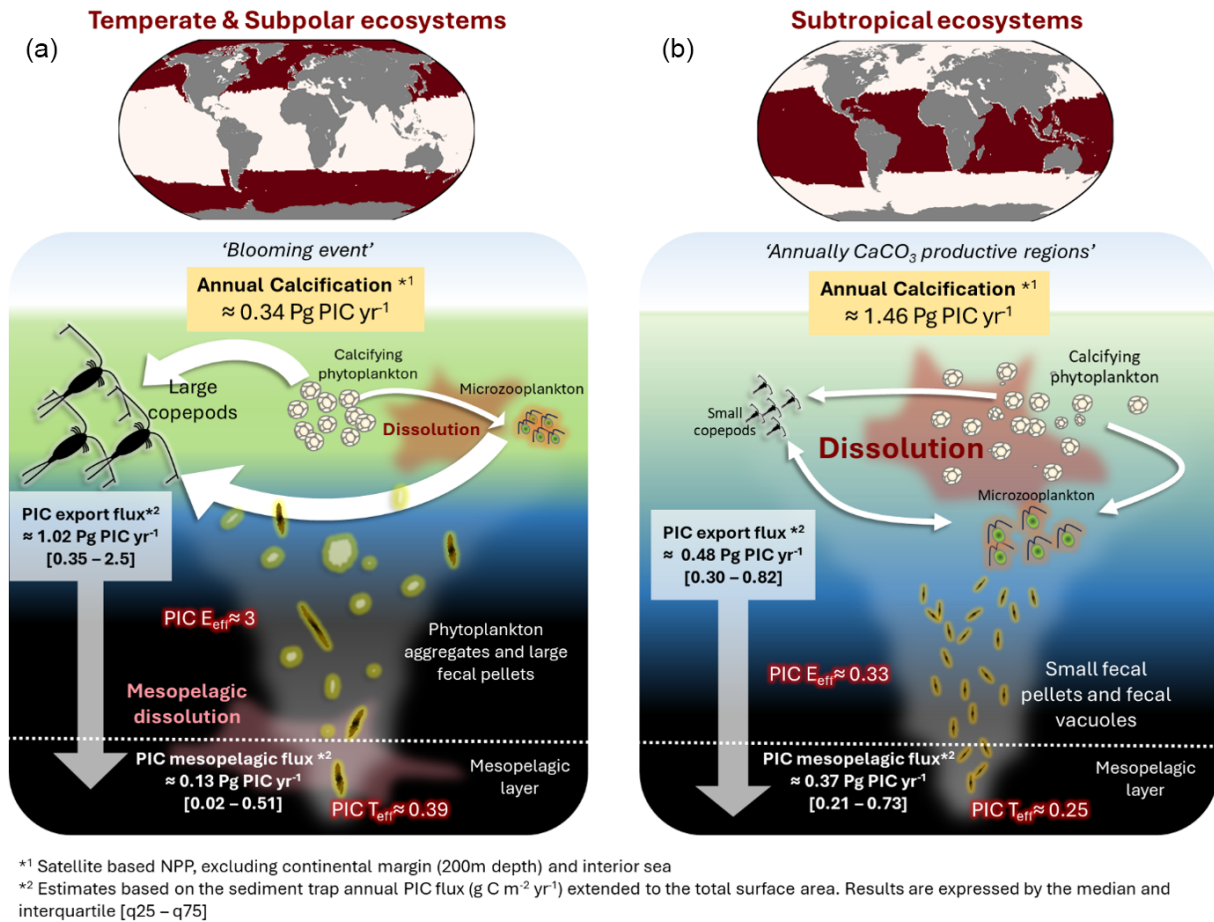 Temperate & Subpolar ecosystems
(a)
'Blooming event'
Annual Calcification *1
≈ 0.34 Pg PIC yr-1
Large
copepods
Calcifying
phytoplankton
Microzooplankton
Dissolution
PIC export flux*2
≈ 1.02 Pg PIC yr-1
[0.35 – 2.5]
PIC Eeff≈ 3
Phytoplankton
aggregates and large
fecal pellets
Mesopelagic
dissolution
PIC mesopelagic flux *2
≈ 0.13 Pg PIC yr-1
[0.02 – 0.51]
Mesopelagic
layer
PIC Teff≈ 0.39
Subtropical ecosystems
(b)
'Annually CaCO3 productive regions'
Annual Calcification *1
≈ 1.46 Pg PIC yr-1
Calcifying
phytoplankton
Small
copepods
Dissolution
Microzooplankton
PIC export flux *2
≈ 0.48 Pg PIC yr-1
[0.30 – 0.82]
PIC Eeff≈ 0.33
Small fecal
pellets and fecal
vacuoles
PIC mesopelagic flux*2
≈ 0.37 Pg PIC yr-1
[0.21 – 0.73]
Mesopelagic
layer
PIC Teff≈ 0.25
*1 Satellite based NPP, excluding continental margin (200m depth) and interior sea
*2 Estimates based on the sediment trap annual PIC flux (g C m-2 yr-1) extended to the total surface area. Results are expressed by the median and
interquartile [q25 – q75]